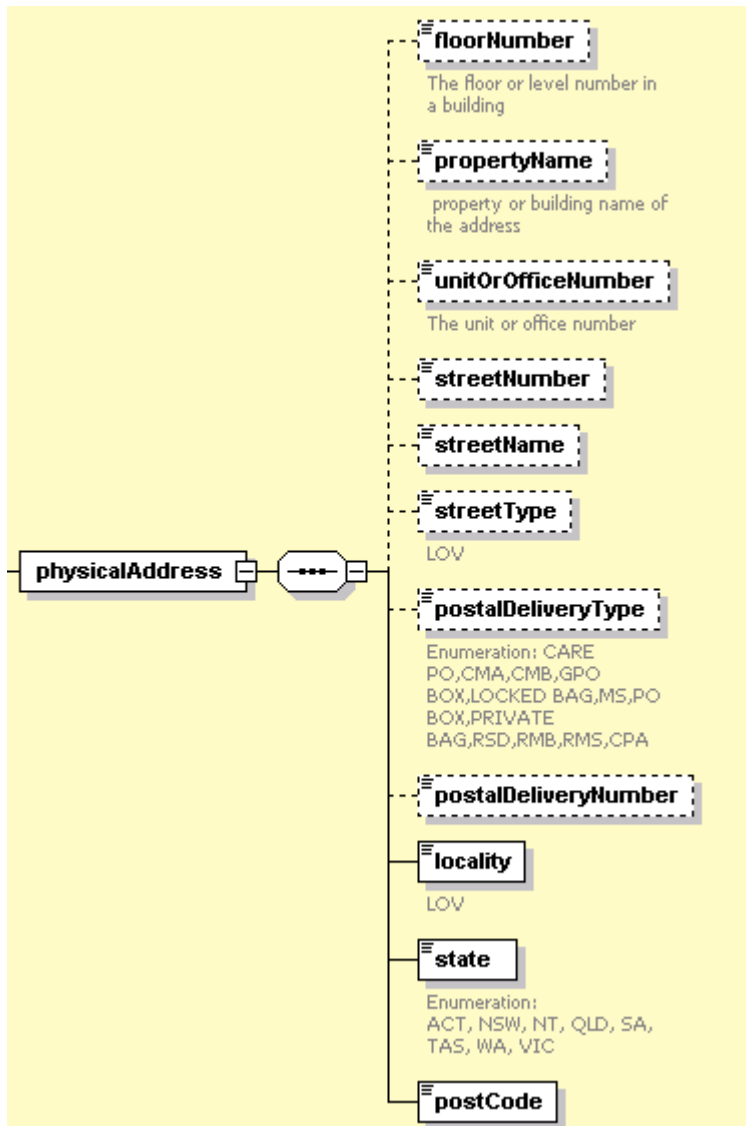 floorNumber
The floor or level number in
a building
propertyName
property or building name of
the address
unitOrOfficeNumber
The unit or office number
streetNumber
streetName
streetType
LOV
physicalAddress
postalDeliveryType
Enumeration: CARE
PO,CMA,CMB,GPO
BOX,LOCKED BAG,MS,PO
BOX,PRIVATE
BAG,RSD,RMB,RMS,CPA
postalDeliveryNumber
locality
LOV
state
Enumeration:
ACT, NSW, NT, QLD, SA,
TAS, WA, VIC
postCode